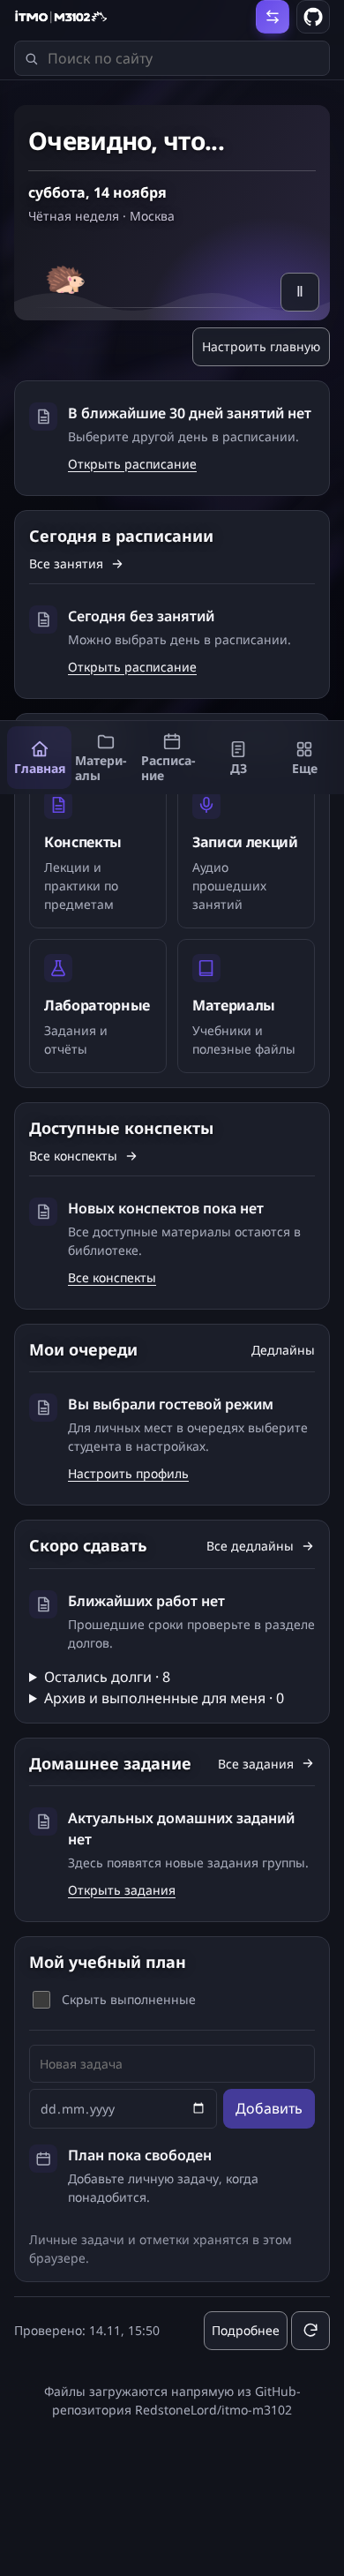 ITMO | M3102
Поиск по сайту
Очевидно, что...
суббота, 14 ноября
Чётная неделя · Москва
Настроить главную
В ближайшие 30 дней занятий нет
Выберите другой день в расписании.
Открыть расписание
Сегодня в расписании
Все занятия →
Сегодня без занятий
Можно выбрать день в расписании.
Открыть расписание
Главная
Матери-
алы
Расписа-
ние
ДЗ
Еще
Конспекты
Лекции и
практики по
предметам
Записи лекций
Аудио
прошедших
занятий
Лабораторные
Задания и
отчёты
Материалы
Учебники и
полезные файлы
Доступные конспекты
Все конспекты →
Новых конспектов пока нет
Все доступные материалы остаются в
библиотеке.
Все конспекты
Мои очереди
Дедлайны
Вы выбрали гостевой режим
Для личных мест в очередях выберите
студента в настройках.
Настроить профиль
Скоро сдавать
Все дедлайны →
Ближайших работ нет
Прошедшие сроки проверьте в разделе
долгов.
Остались долги · 8
Архив и выполненные для меня · 0
Домашнее задание
Все задания →
Актуальных домашних заданий
нет
Здесь появятся новые задания группы.
Открыть задания
Мой учебный план
Скрыть выполненные
Новая задача
dd.mm.yyyy
Добавить
План пока свободен
Добавьте личную задачу, когда
понадобится.
Личные задачи и отметки хранятся в этом
браузере.
Проверено: 14.11, 15:50
Подробнее
Файлы загружаются напрямую из GitHub-
репозитория RedstoneLord/itmo-m3102